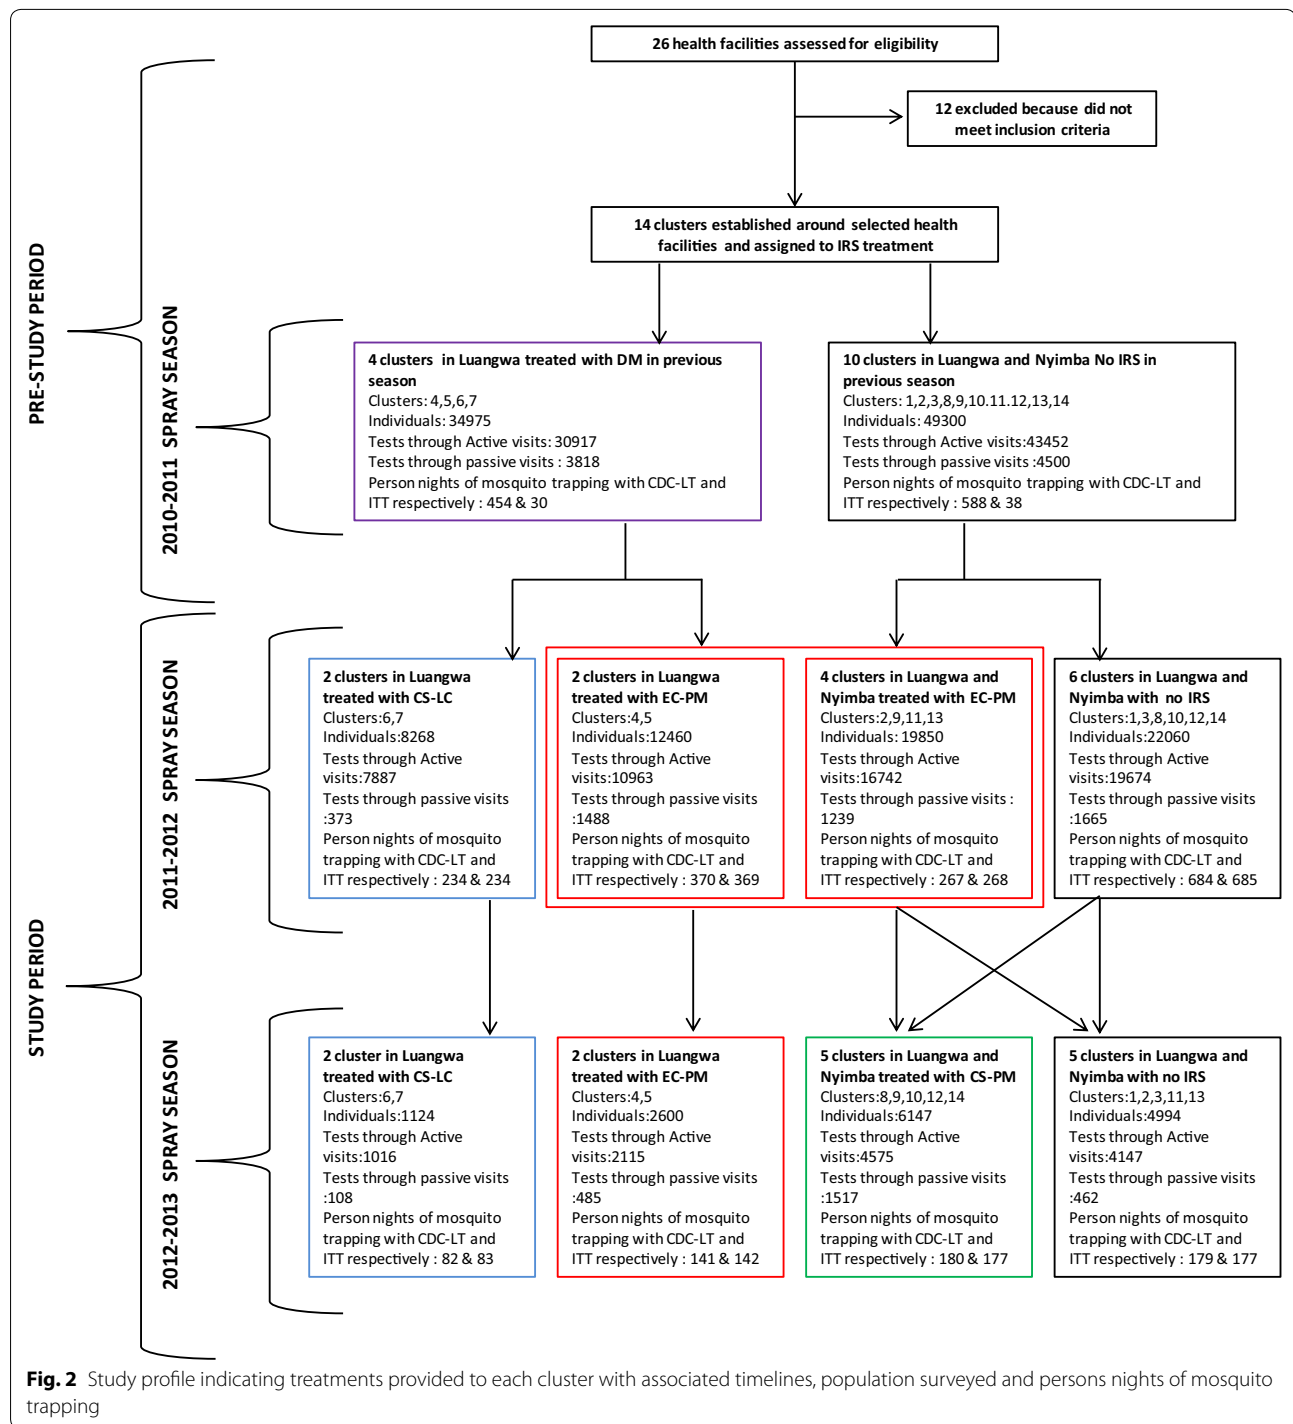 26 health facilities assessed for eligibility
12 excluded because did not
meet inclusion criteria
14 clusters established around selected health
facilities and assigned to IRS treatment
PRE-STUDY PERIOD
2010-2011 SPRAY SEASON
4 clusters in Luangwa treated with DM in previous
season
Clusters: 4,5,6,7
Individuals: 34975
Tests through Active visits: 30917
Tests through passive visits : 3818
Person nights of mosquito trapping with CDC-LT and
ITT respectively : 454 & 30
10 clusters in Luangwa and Nyimba No IRS in
previous season
Clusters: 1,2,3,8,9,10.11.12,13,14
Individuals: 49300
Tests through Active visits:43452
Tests through passive visits :4500
Person nights of mosquito trapping with CDC-LT and
ITT respectively : 588 & 38
STUDY PERIOD
2011-2012 SPRAY SEASON
2 clusters in Luangwa
treated with CS-LC
Clusters:6,7
Individuals:8268
Tests through Active
visits:7887
Tests through passive visits
:373
Person nights of mosquito
trapping with CDC-LT and
ITT respectively : 234 & 234
2 clusters in Luangwa
treated with EC-PM
Clusters:4,5
Individuals:12460
Tests through Active
visits:10963
Tests through passive visits
:1488
Person nights of mosquito
trapping with CDC-LT and
ITT respectively : 370 & 369
4 clusters in Luangwa and
Nyimba treated with EC-PM
Clusters:2,9,11,13
Individuals: 19850
Tests through Active
visits:16742
Tests through passive visits :
1239
Person nights of mosquito
trapping with CDC-LT and
ITT respectively : 267 & 268
6 clusters in Luangwa and
Nyimba with no IRS
Clusters:1,3,8,10,12,14
Individuals:22060
Tests through Active
visits:19674
Tests through passive visits
:1665
Person nights of mosquito
trapping with CDC-LT and
ITT respectively : 684 & 685
2012-2013 SPRAY SEASON
2 cluster in Luangwa
treated with CS-LC
Clusters:6,7
Individuals:1124
Tests through Active
visits:1016
Tests through passive visits
:108
Person nights of mosquito
trapping with CDC-LT and
ITT respectively : 82 & 83
2 clusters in Luangwa
treated with EC-PM
Clusters:4,5
Individuals:2600
Tests through Active
visits:2115
Tests through passive visits
:485
Person nights of mosquito
trapping with CDC-LT and
ITT respectively : 141 & 142
5 clusters in Luangwa and
Nyimba treated with CS-PM
Clusters:8,9,10,12,14
Individuals:6147
Tests through Active
visits:4575
Tests through passive visits
:1517
Person nights of mosquito
trapping with CDC-LT and
ITT respectively : 180 & 177
5 clusters in Luangwa and
Nyimba with no IRS
Clusters:1,2,3,11,13
Individuals:4994
Tests through Active
visits:4147
Tests through passive visits
:462
Person nights of mosquito
trapping with CDC-LT and
ITT respectively : 179 & 177
Fig. 2 Study profile indicating treatments provided to each cluster with associated timelines, population surveyed and persons nights of mosquito
trapping